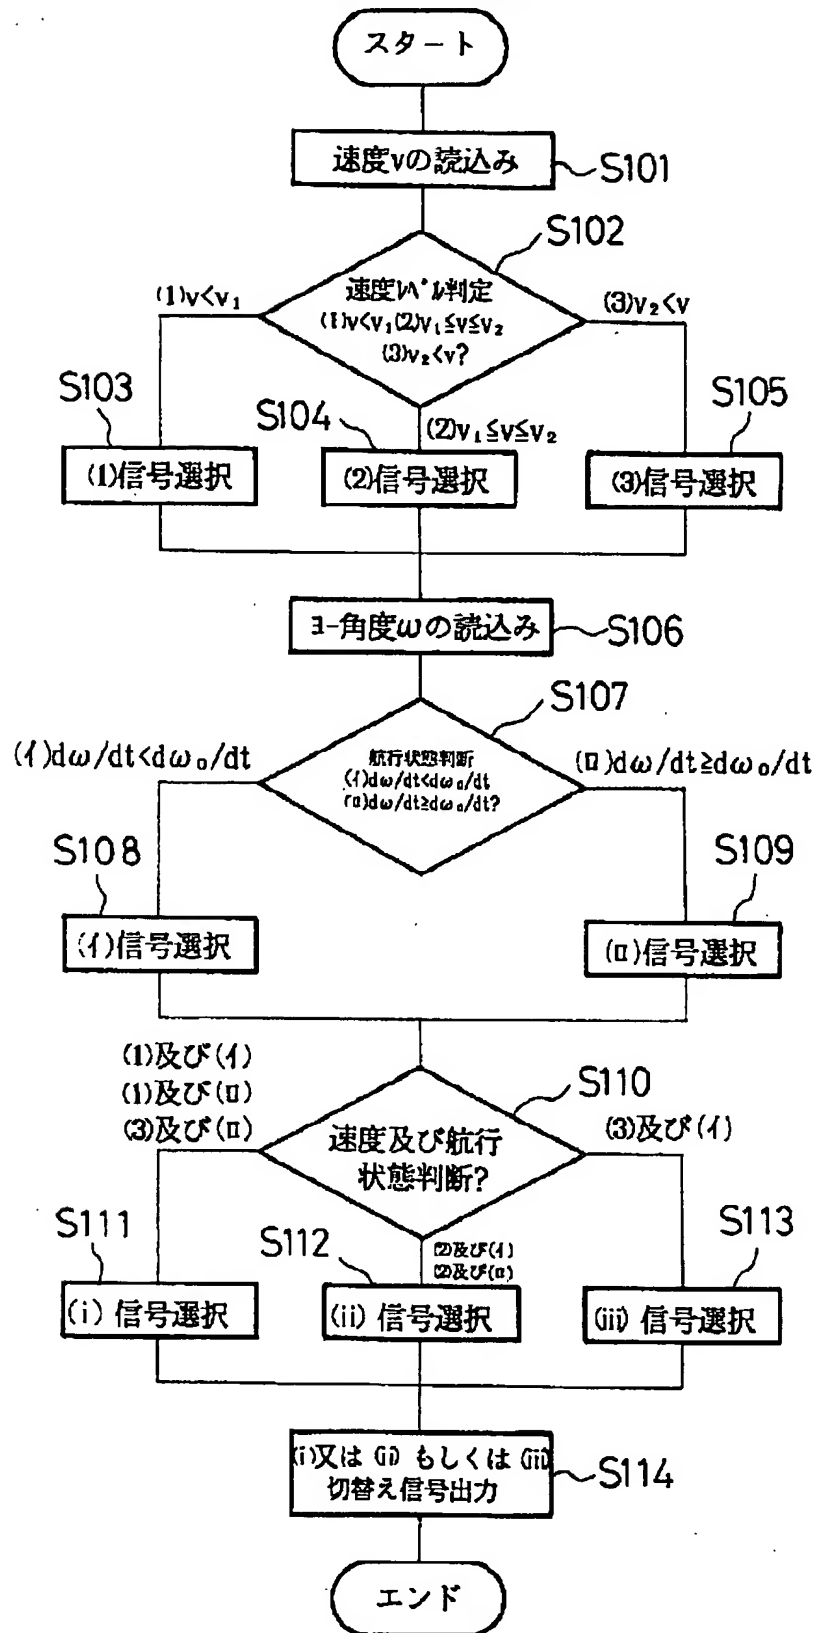 スタート
速度vの読込み
S101
S102
(1)v<v₁
速度レベル判定
(1)v<v₁(2)v₁≦v≦v₂
(3)v₂<v?
(3)v₂<v
S103
S104
(2)v₁≦v≦v₂
S105
(1)信号選択
(2)信号選択
(3)信号選択
ヨー角度ωの読込み
S106
S107
(イ)dω/dt<dω₀/dt
航行状態判断
(イ)dω/dt<dω₀/dt
(ロ)dω/dt≧dω₀/dt?
(ロ)dω/dt≧dω₀/dt
S108
S109
(イ)信号選択
(ロ)信号選択
(1)及び(イ)
(1)及び(ロ)
(3)及び(ロ)
S110
速度及び航行
状態判断?
(3)及び(イ)
S111
S112
(2)及び(イ)
(2)及び(ロ)
S113
(i) 信号選択
(ii) 信号選択
(iii) 信号選択
(i)又は(ii) もしくは(iii)
切替え信号出力
S114
エンド